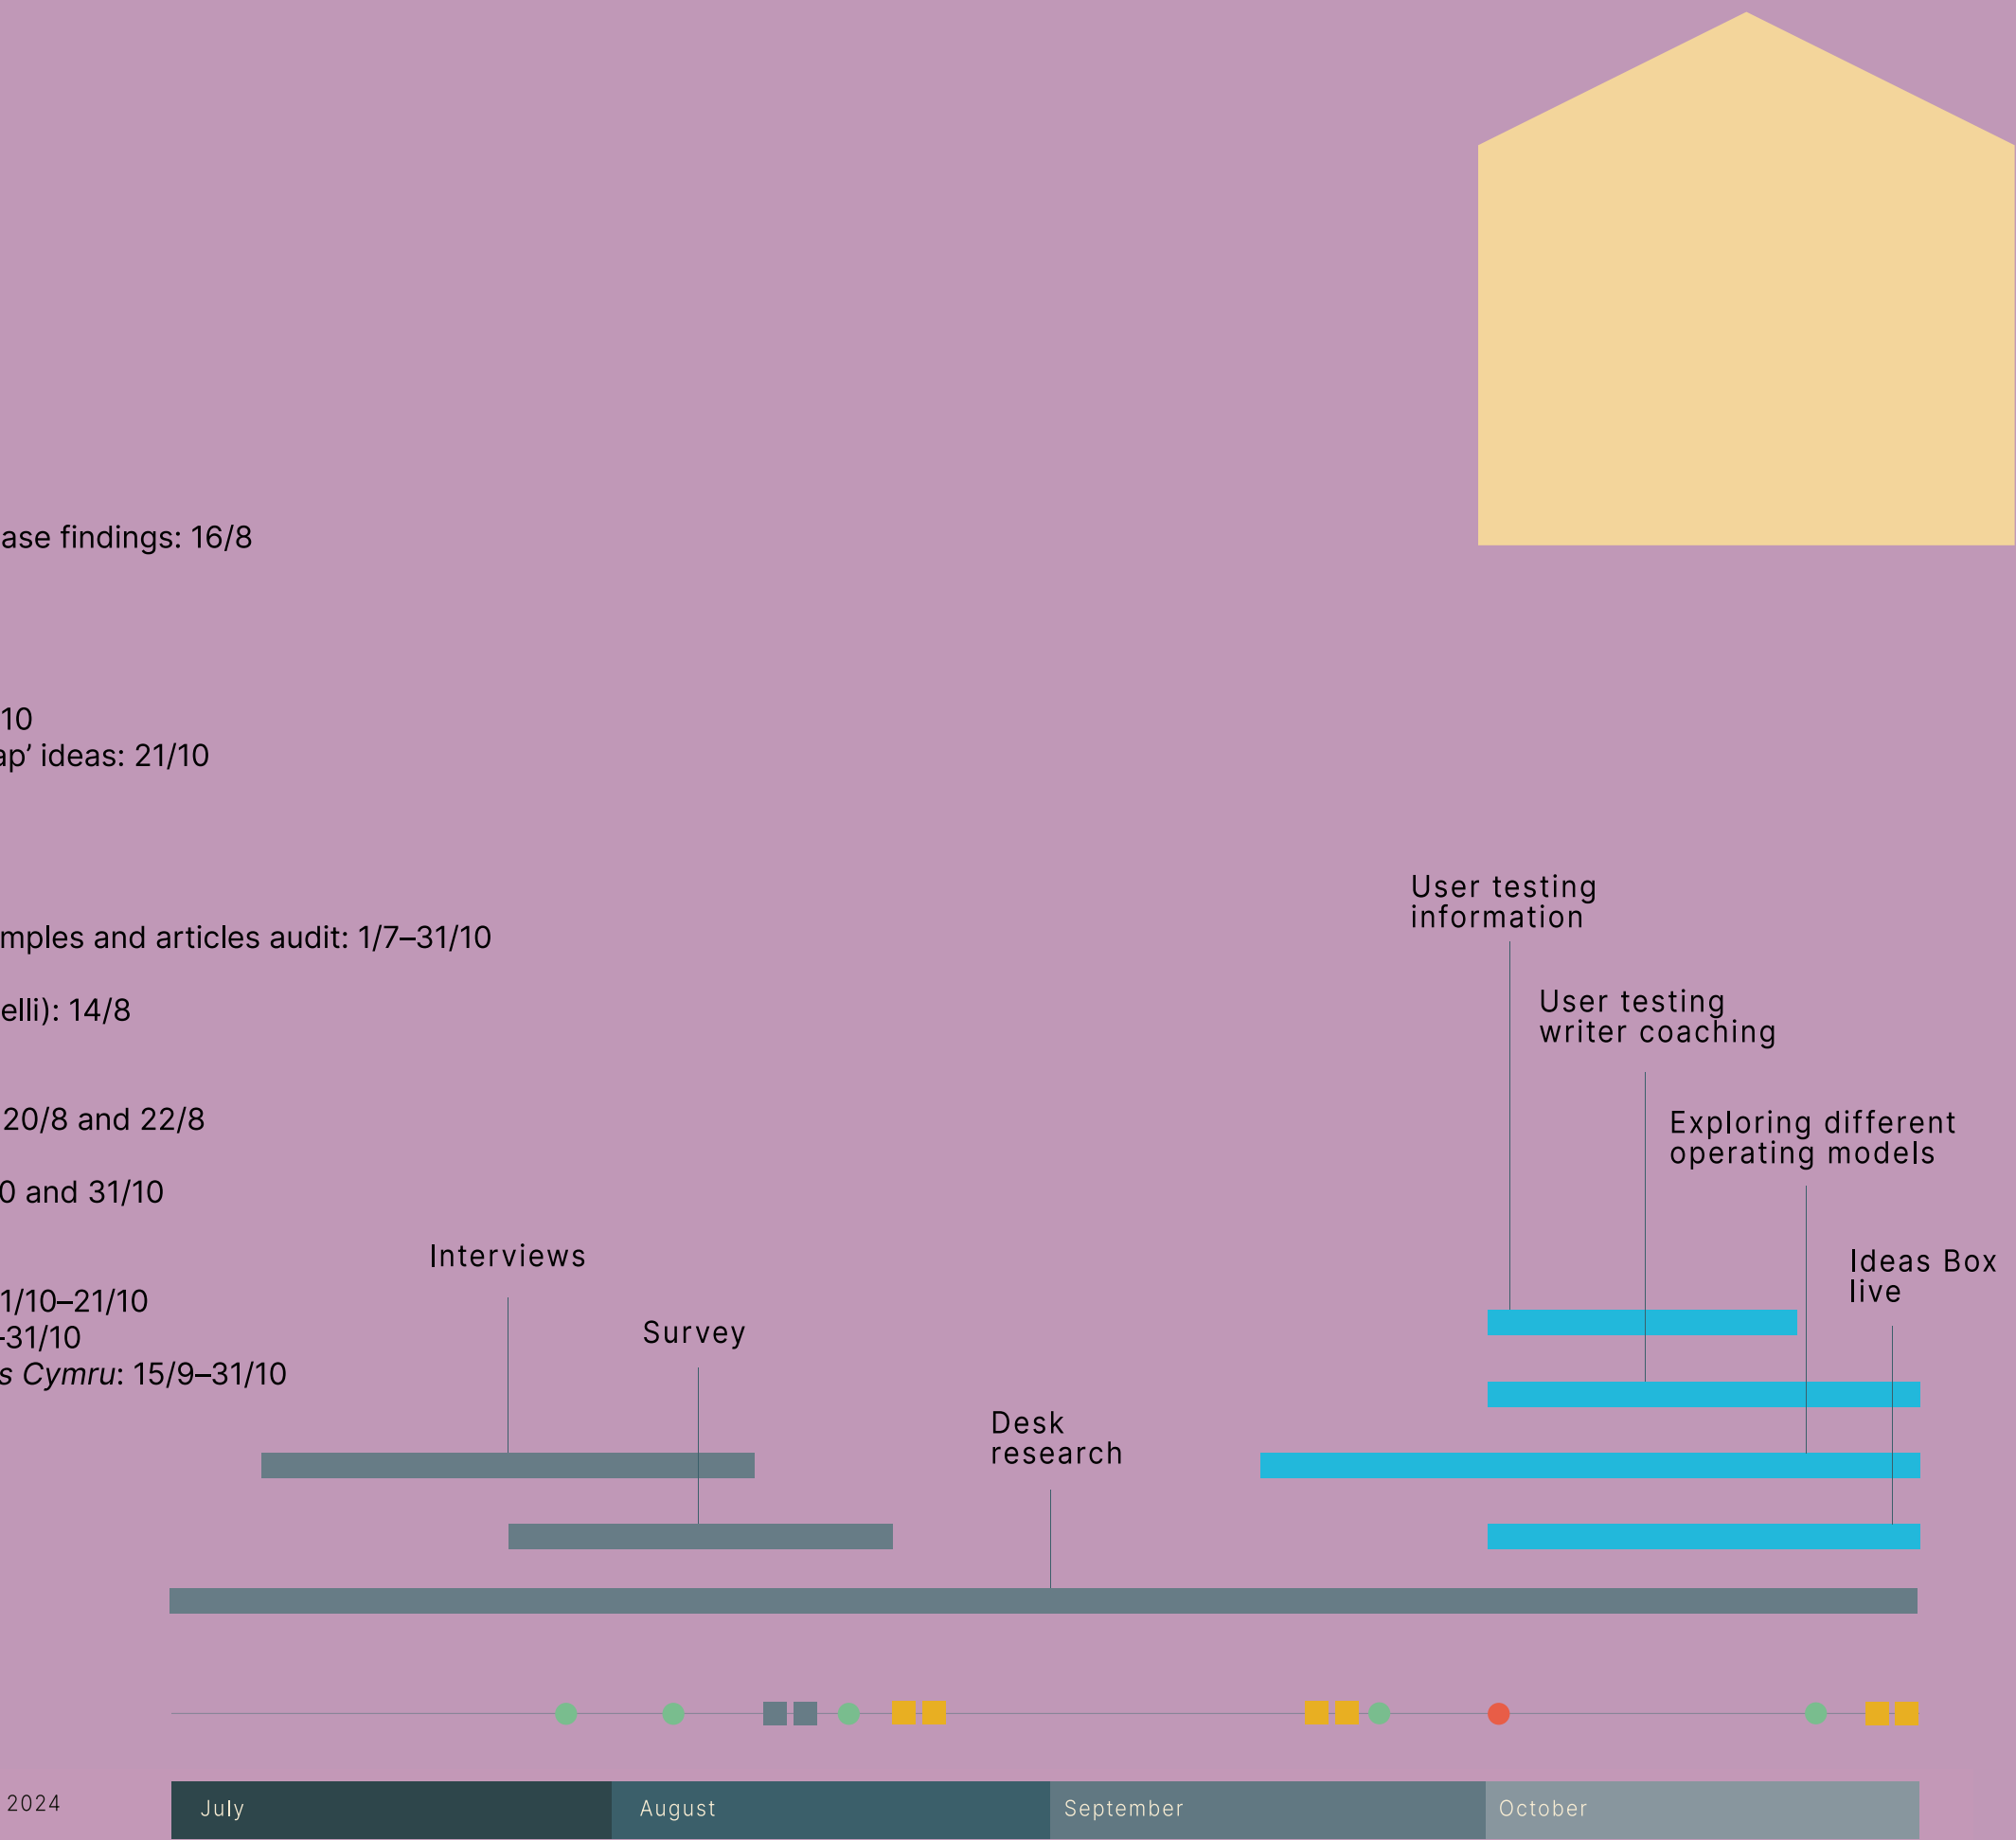 ase findings: 16/8
10
ap’ ideas: 21/10
mples and articles audit: 1/7–31/10
elli): 14/8
20/8 and 22/8
0 and 31/10
1/10–21/10
–31/10
s Cymru: 15/9–31/10
User testing
information
User testing
writer coaching
Exploring different
operating models
Ideas Box
live
Interviews
Survey
Desk
research
2024
July
August
September
October